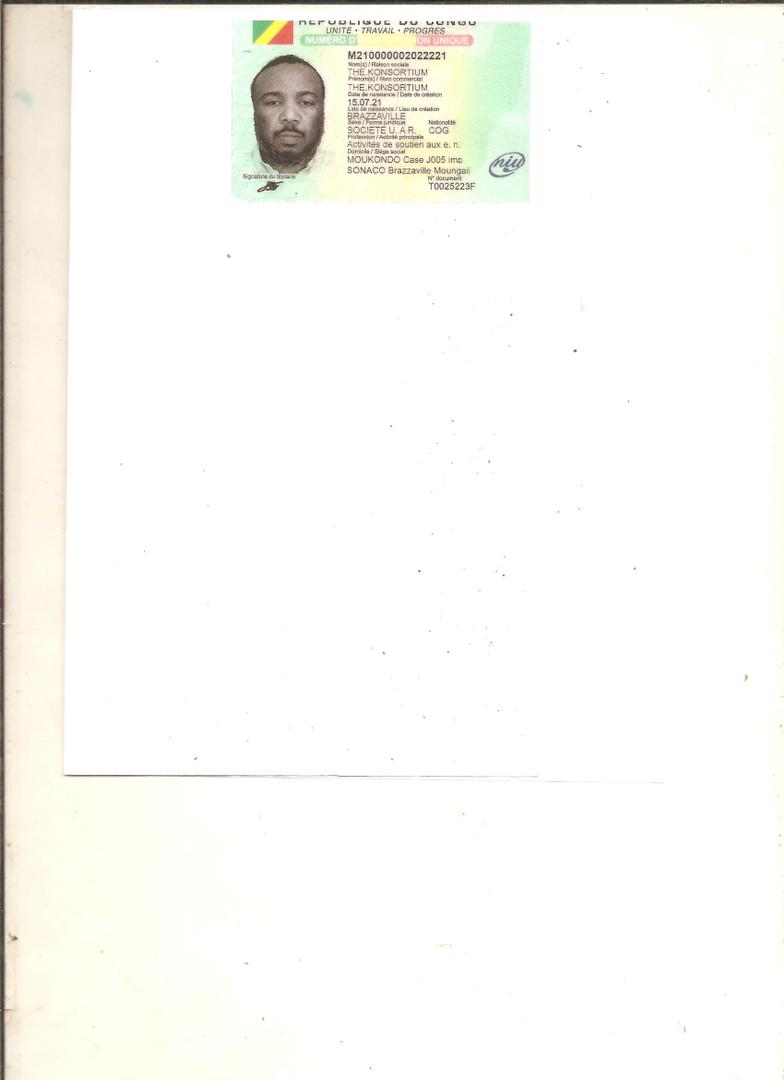 REPUBLIQUE DU CONGO
UNITE • TRAVAIL • PROGRES
NUMÉRO D' ION UNIQUE
M210000002022221
Nom(s) / Raison sociale
THE.KONSORTIUM
Prénom(s) / Nom commercial
THE.KONSORTIUM
Date de naissance / Date de création
15.07.21
Lieu de naissance / Lieu de création
BRAZZAVILLE
Sexe / Forme juridique Nationalité
SOCIETE U. A R. COG
Profession / Activité principale
Activités de soutien aux e. n.
Domicile / Siège social
MOUKONDO Case J005 imp
SONACO Brazzaville Moungali
Signature du titulaire
N° document
T0025223F
niu